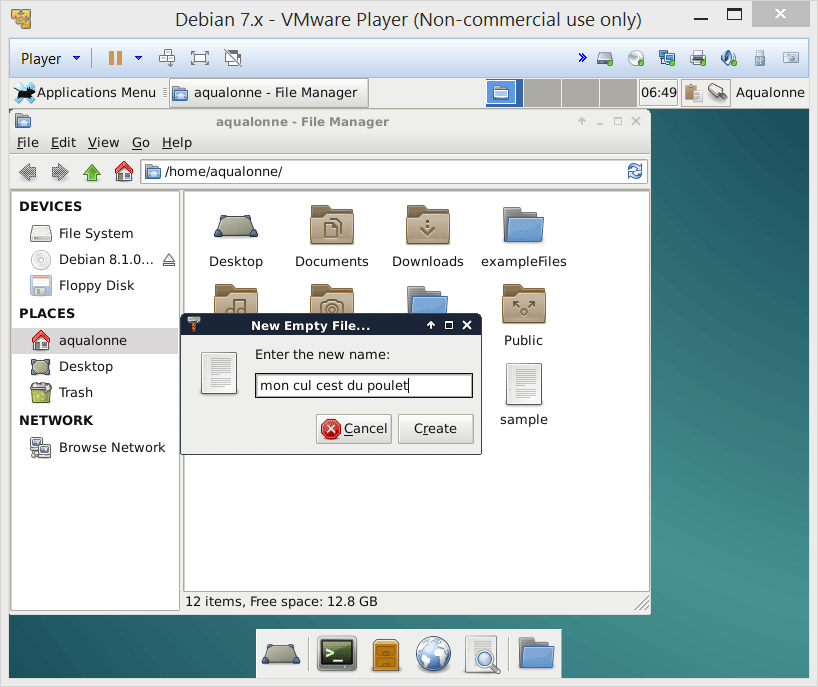 Debian 7.x - VMware Player (Non-commercial use only)
Player
Applications Menu
aqualonne - File Manager
06:49
Aqualonne
aqualonne - File Manager
File Edit View Go Help
/home/aqualonne/
DEVICES
File System
Debian 8.1.0...
Floppy Disk
PLACES
aqualonne
Desktop
Trash
NETWORK
Browse Network
Desktop
Documents
Downloads
exampleFiles
Public
sample
New Empty File...
Enter the new name:
mon cul cest du poulet
Cancel
Create
12 items, Free space: 12.8 GB